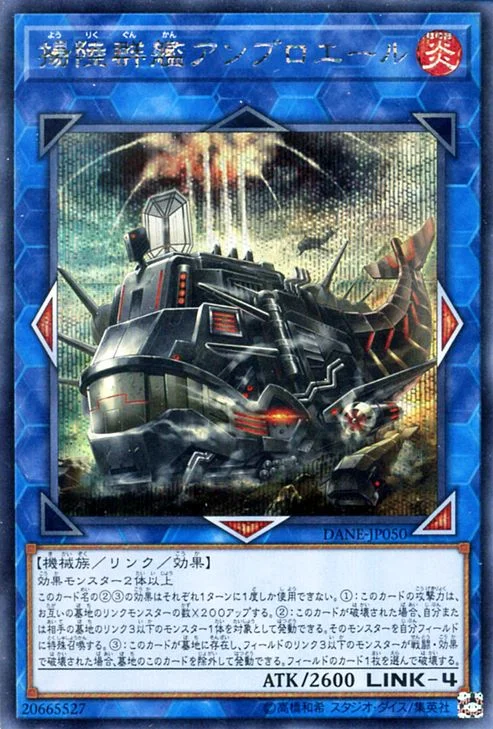 揚陸群艦アンブロエール
炎
DANE-JP050
【機械族/リンク/効果】
効果モンスター2体以上
このカード名の②③の効果はそれぞれ1ターンに1度しか使用できない。①:このカードの攻撃力は、
お互いの墓地のリンクモンスターの数×200アップする。②:このカードが破壊された場合、自分また
は相手の墓地のリンク3以下のモンスター1体を対象として発動できる。そのモンスターを自分フィールド
に特殊召喚する。③:このカードが墓地に存在し、フィールドのリンク3以下のモンスターが戦闘・効果
で破壊された場合、墓地のこのカードを除外して発動できる。フィールドのカード1枚を選んで破壊する。
ATK/2600 LINK-4
20665527 ©高橋和希 スタジオ・ダイス/集英社